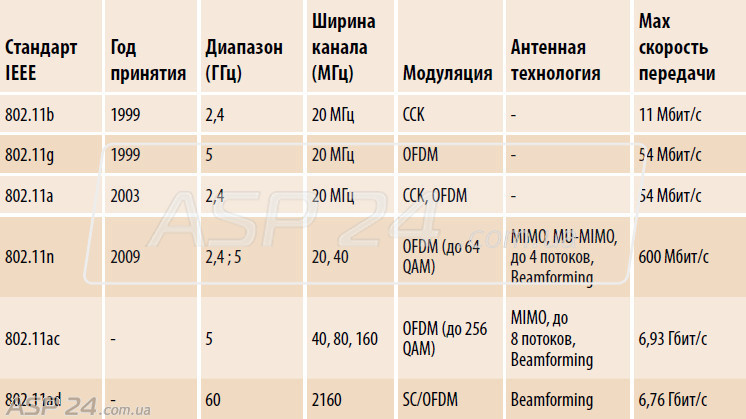 Стандарт IEEE | Год принятия | Диапазон (ГГц) | Ширина канала (МГц) | Модуляция | Антенная технология | Max скорость передачи
802.11b | 1999 | 2,4 | 20 МГц | CCK | - | 11 Мбит/с
802.11g | 1999 | 5 | 20 МГц | OFDM | - | 54 Мбит/с
802.11a | 2003 | 2,4 | 20 МГц | CCK, OFDM | - | 54 Мбит/с
802.11n | 2009 | 2,4 ; 5 | 20, 40 | OFDM (до 64 QAM) | MIMO, MU-MIMO, до 4 потоков, Beamforming | 600 Мбит/с
802.11ac | - | 5 | 40, 80, 160 | OFDM (до 256 QAM) | MIMO, до 8 потоков, Beamforming | 6,93 Гбит/с
802.11ad | - | 60 | 2160 | SC/OFDM | Beamforming | 6,76 Гбит/с
ASP 24.com.ua
ASP 24.com.ua